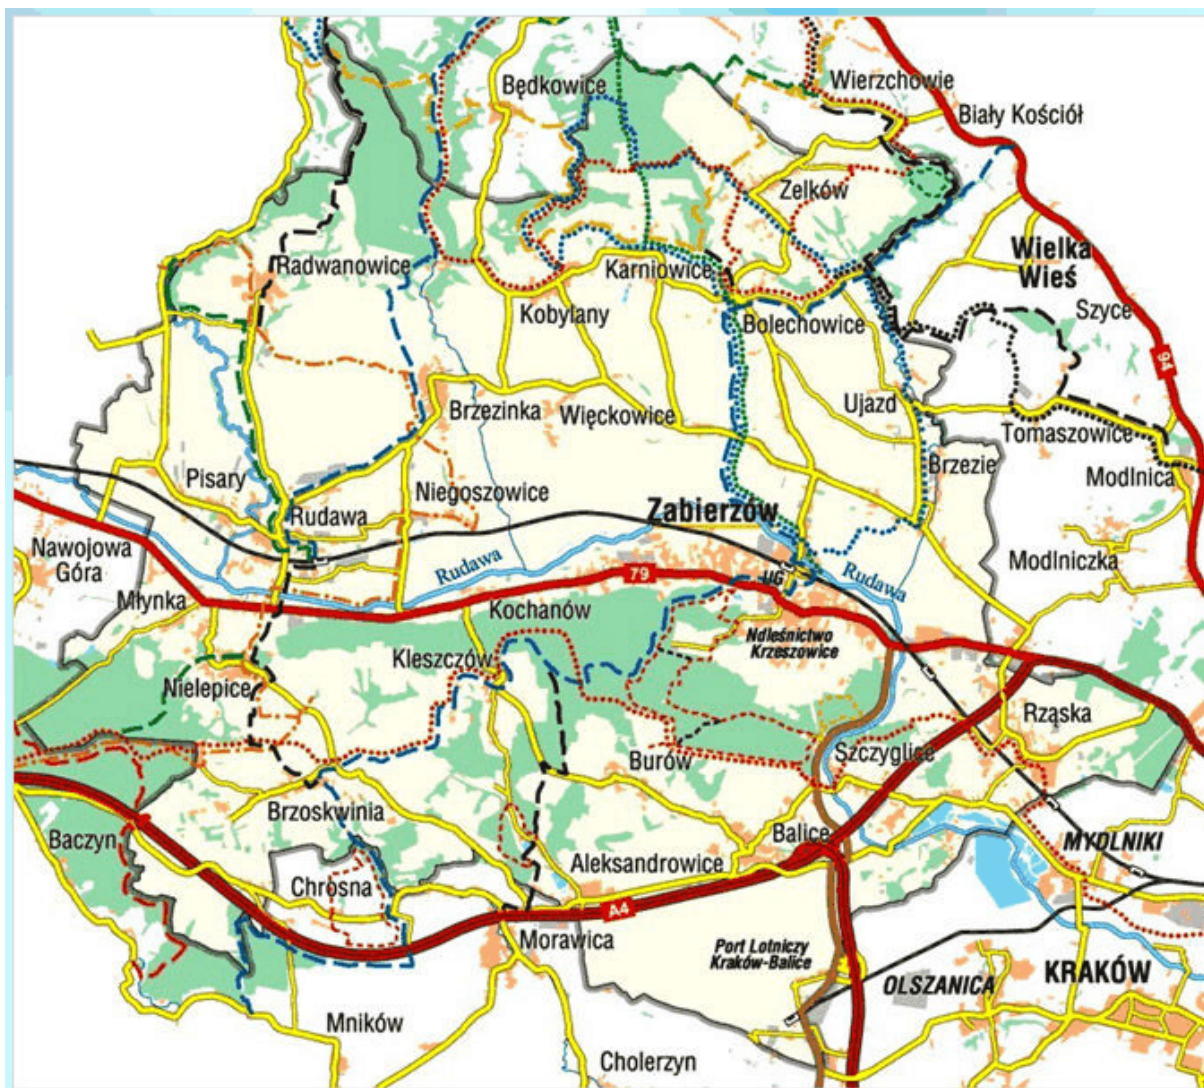 Wierzchowie
Będkowice
Biały Kościół
Zelków
Radwanowice
Karniowice
Wielka
Wieś
Kobylany
Bolechowice
Szyce
94
Brzezinka
Więckowice
Ujazd
Tomaszowice
Pisary
Niegoszowice
Brzezie
Modlnica
Rudawa
Zabierzów
Nawojowa
Góra
Rudawa
79
UG
Rudawa
Modlniczka
Młynka
Kochanów
Ndleśnictwo
Krzeszowice
Kleszczów
Nielepice
Rząska
Burów
Szczyglice
Brzoskwinia
Baczyn
Balice
MYDLNIKI
Aleksandrowice
Chrosna
A4
Morawica
Port Lotniczy
Kraków-Balice
OLSZANICA
KRAKÓW
Mników
Cholerzyn